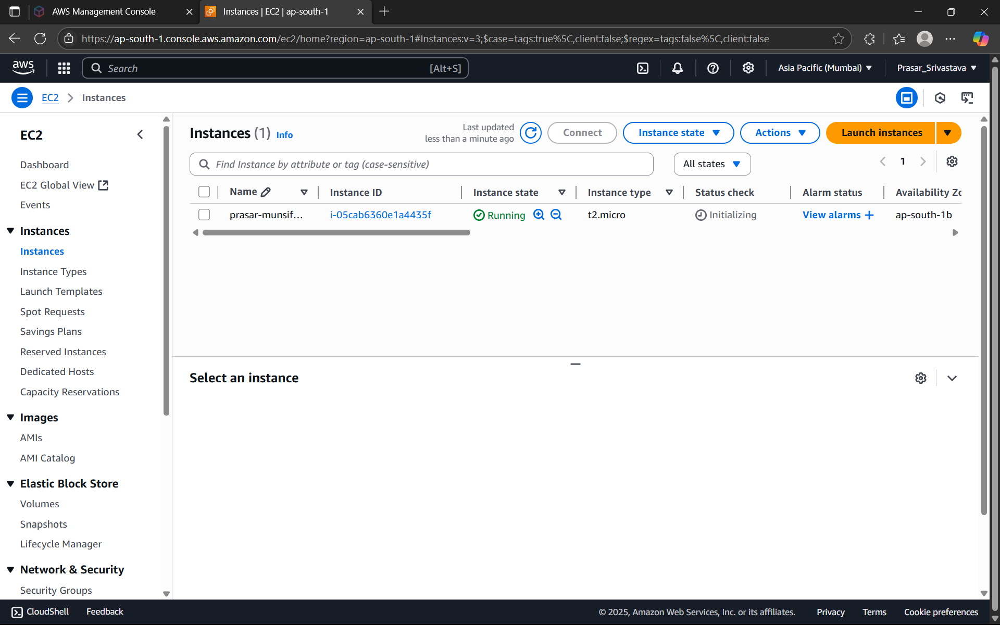 AWS Management Console
Instances | EC2 | ap-south-1
https://ap-south-1.console.aws.amazon.com/ec2/home?region=ap-south-1#Instances:v=3;$case=tags:true%5C,client:false;$regex=tags:false%5C,client:false
aws
Search [Alt+S]
Asia Pacific (Mumbai)
Prasar_Srivastava
EC2 > Instances
EC2
Dashboard
EC2 Global View
Events
Instances
Instances
Instance Types
Launch Templates
Spot Requests
Savings Plans
Reserved Instances
Dedicated Hosts
Capacity Reservations
Images
AMIs
AMI Catalog
Elastic Block Store
Volumes
Snapshots
Lifecycle Manager
Network & Security
Security Groups
Instances (1) Info
Last updated
less than a minute ago
Connect
Instance state
Actions
Launch instances
Find Instance by attribute or tag (case-sensitive)
All states
1
Name Instance ID Instance state Instance type Status check Alarm status Availability Zo
prasar-munsif... i-05cab6360e1a4435f Running t2.micro Initializing View alarms + ap-south-1b
Select an instance
CloudShell Feedback © 2025, Amazon Web Services, Inc. or its affiliates. Privacy Terms Cookie preferences